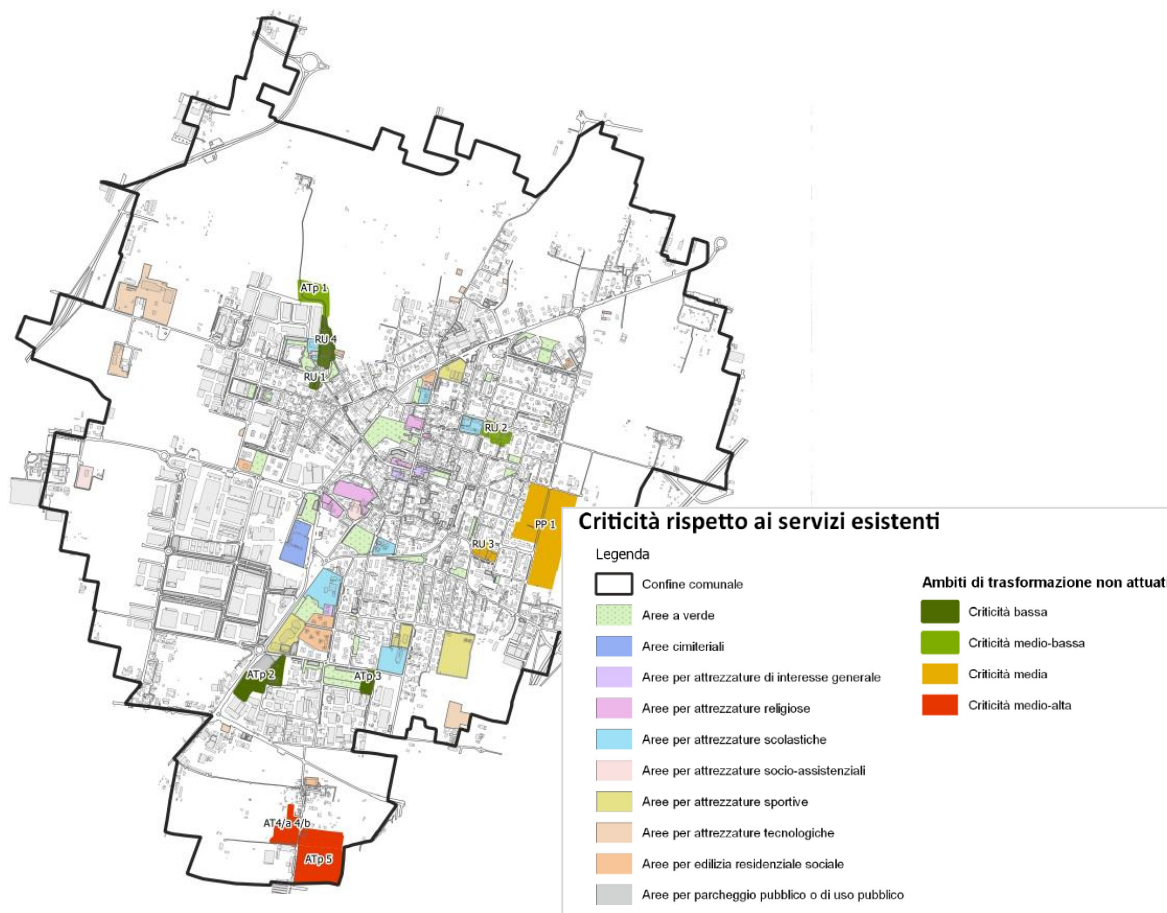 ATp 1
RU 4
RU 1
RU 2
PP 1
RU 3
ATp 2
ATp 3
AT4/a 4/b
ATp 5
Criticità rispetto ai servizi esistenti
Legenda
Confine comunale
Aree a verde
Aree cimiteriali
Aree per attrezzature di interesse generale
Aree per attrezzature religiose
Aree per attrezzature scolastiche
Aree per attrezzature socio-assistenziali
Aree per attrezzature sportive
Aree per attrezzature tecnologiche
Aree per edilizia residenziale sociale
Aree per parcheggio pubblico o di uso pubblico
Ambiti di trasformazione non attuati
Criticità bassa
Criticità medio-bassa
Criticità media
Criticità medio-alta